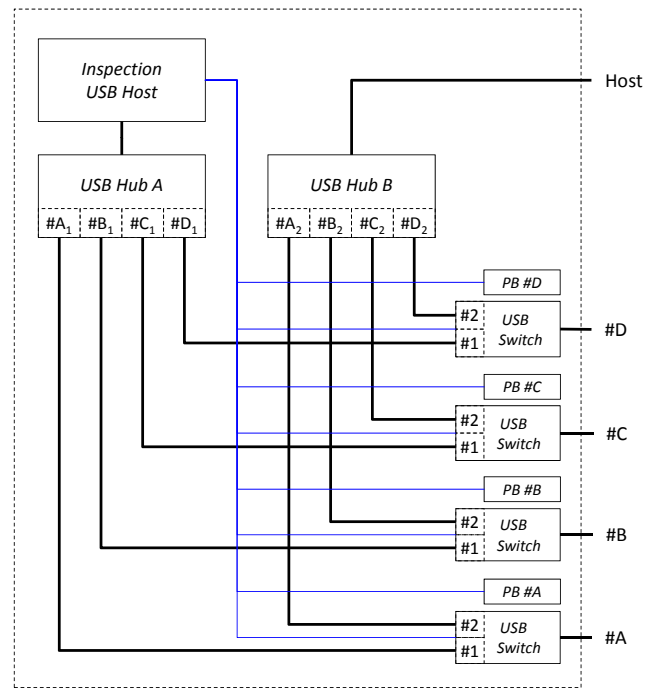 Inspection
USB Host
Host
USB Hub A
USB Hub B
#A₁ #B₁ #C₁ #D₁
#A₂ #B₂ #C₂ #D₂
PB #D
#2
#1
USB
Switch
#D
PB #C
#2
#1
USB
Switch
#C
PB #B
#2
#1
USB
Switch
#B
PB #A
#2
#1
USB
Switch
#A